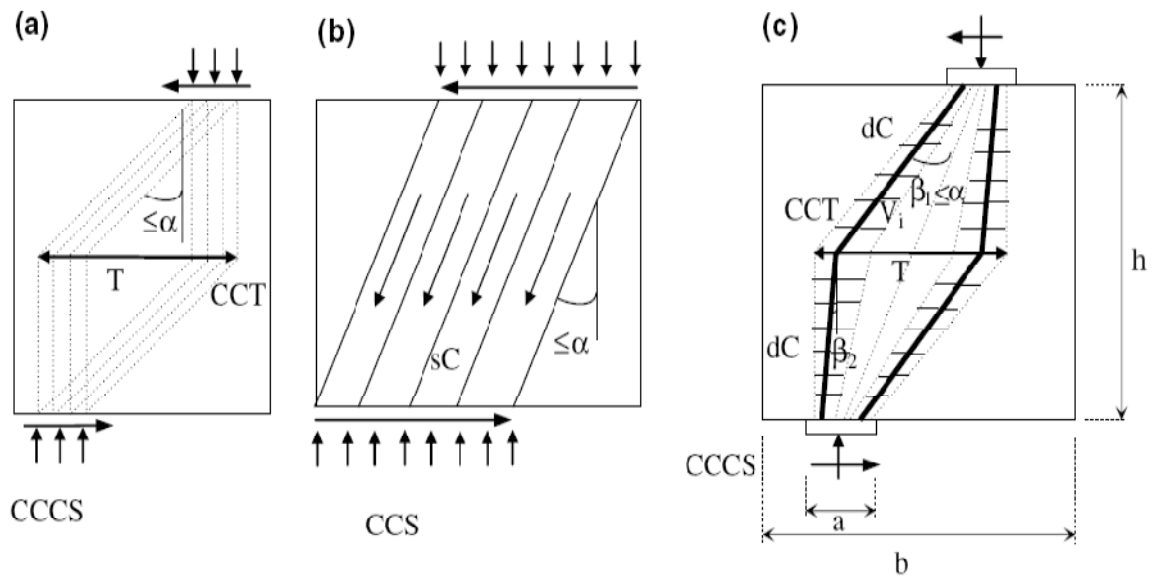 (a)
≤α
T
CCT
CCCS
(b)
sC
≤α
CCS
(c)
dC
β₁≤α
CCT
Vᵢ
T
h
dC
β₂
CCCS
a
b